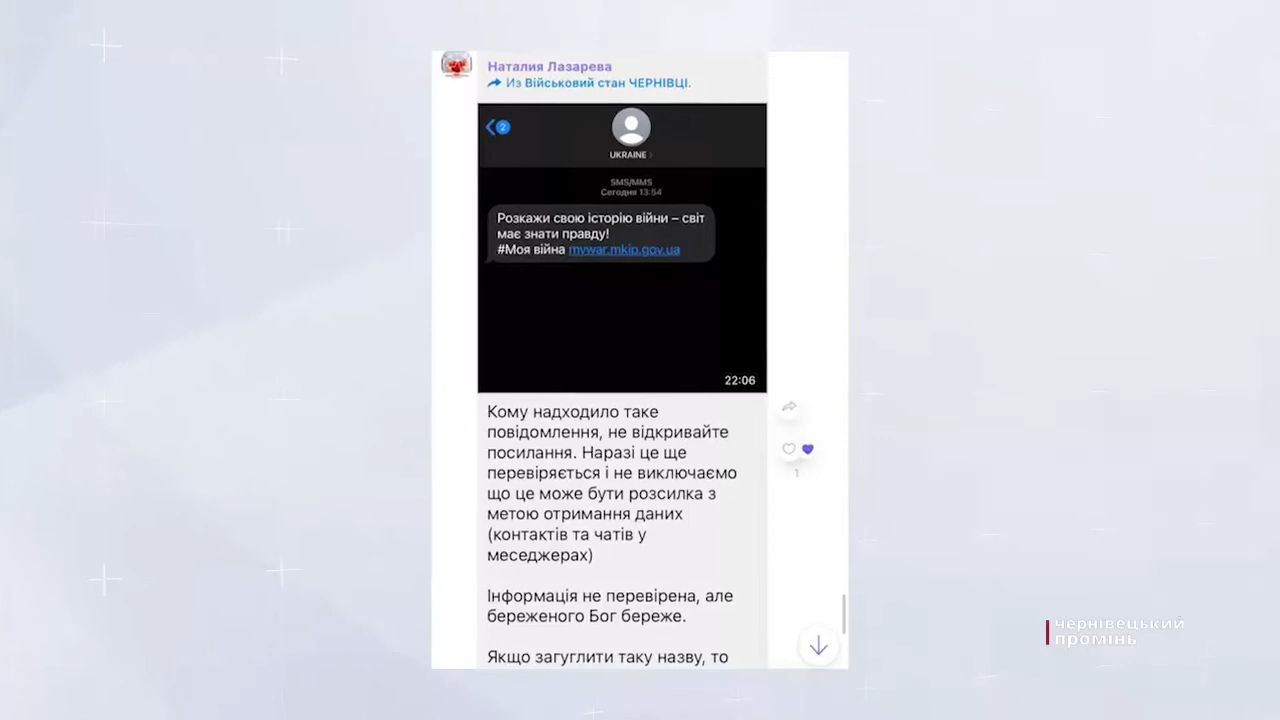 Наталия Лазарева
Из Військовий стан ЧЕРНІВЦІ.
2
UKRAINE
SMS/MMS
Сегодня 13:54
Розкажи свою історію війни – світ
має знати правду!
#Моя війна mywar.mkip.gov.ua
22:06
Кому надходило таке
повідомлення, не відкривайте
посилання. Наразі це ще
перевіряється і не виключаємо
що це може бути розсилка з
метою отримання даних
(контактів та чатів у
меседжерах)
1
Інформація не перевірена, але
береженого Бог береже.
Якщо загуглити таку назву, то
чернівецький
промінь